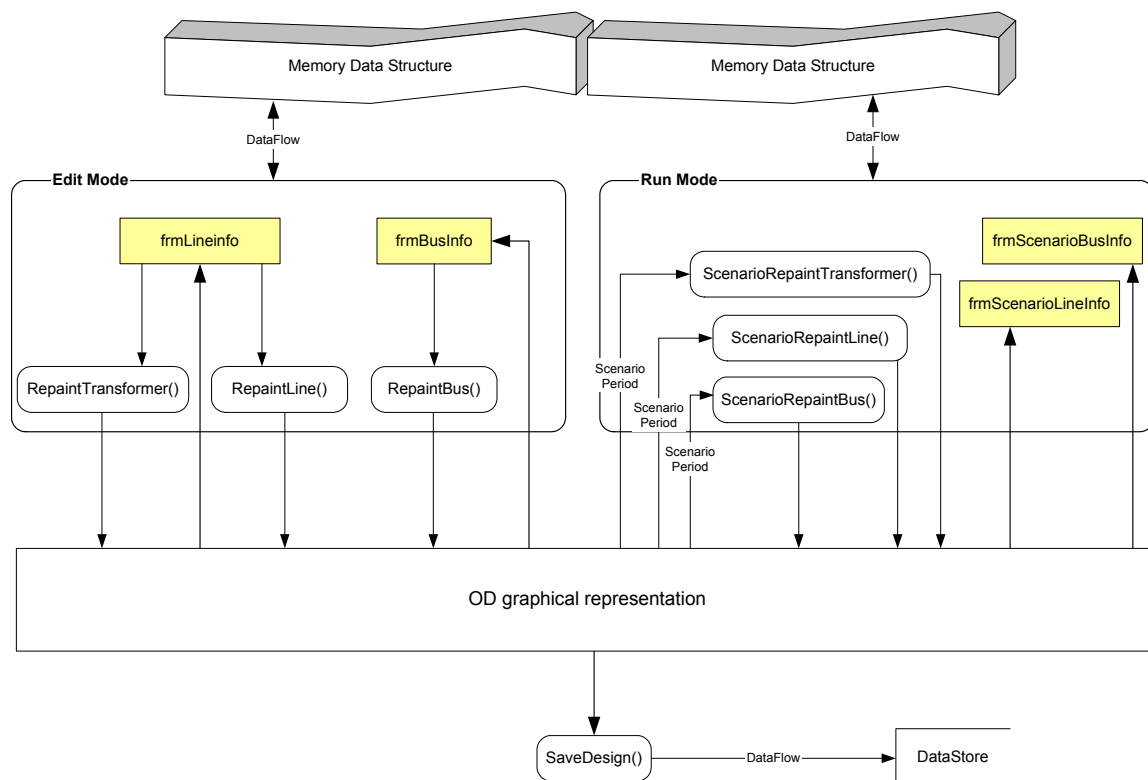 Memory Data Structure
Memory Data Structure
DataFlow
DataFlow
Edit Mode
Run Mode
frmLineinfo
frmBusInfo
frmScenarioBusInfo
ScenarioRepaintTransformer()
frmScenarioLineInfo
ScenarioRepaintLine()
Scenario
Period
RepaintTransformer()
RepaintLine()
RepaintBus()
ScenarioRepaintBus()
Scenario
Period
Scenario
Period
OD graphical representation
SaveDesign()
DataFlow
DataStore